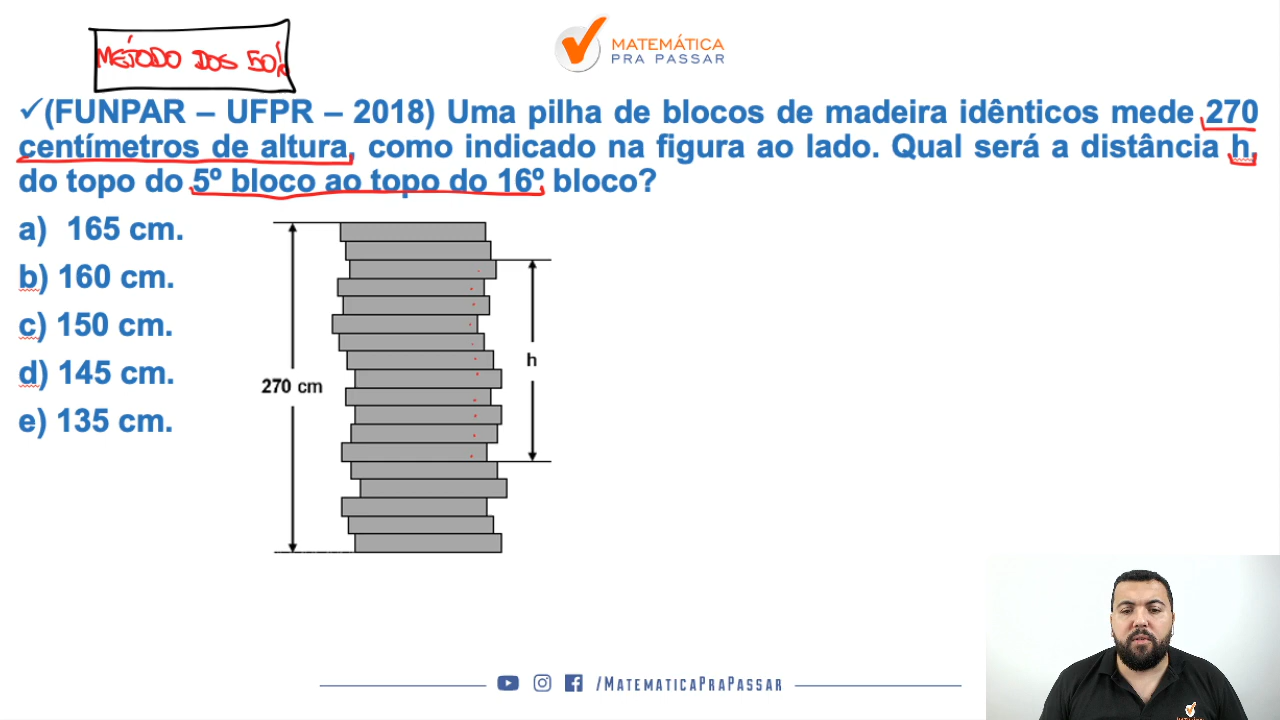 MÉTODO DOS 50%
MATEMÁTICA
PRA PASSAR
✓(FUNPAR – UFPR – 2018) Uma pilha de blocos de madeira idênticos mede 270
centímetros de altura, como indicado na figura ao lado. Qual será a distância h,
do topo do 5º bloco ao topo do 16º bloco?
a) 165 cm.
b) 160 cm.
c) 150 cm.
d) 145 cm.
e) 135 cm.
270 cm
h
/MATEMATICAPRAPASSAR